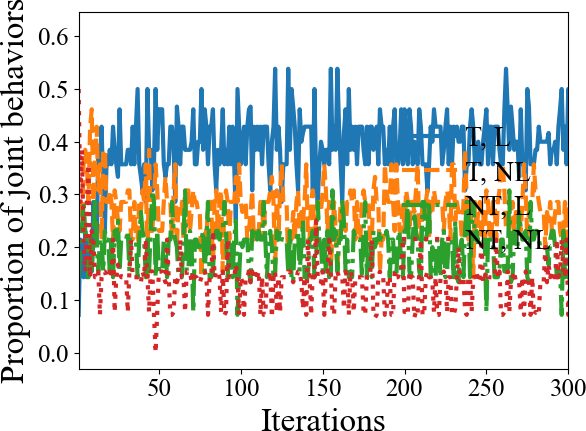 Proportion of joint behaviors
0.6
0.5
0.4
0.3
0.2
0.1
0.0
T, L
T, NL
NT, L
NT, NL
50
100
150
200
250
300
Iterations